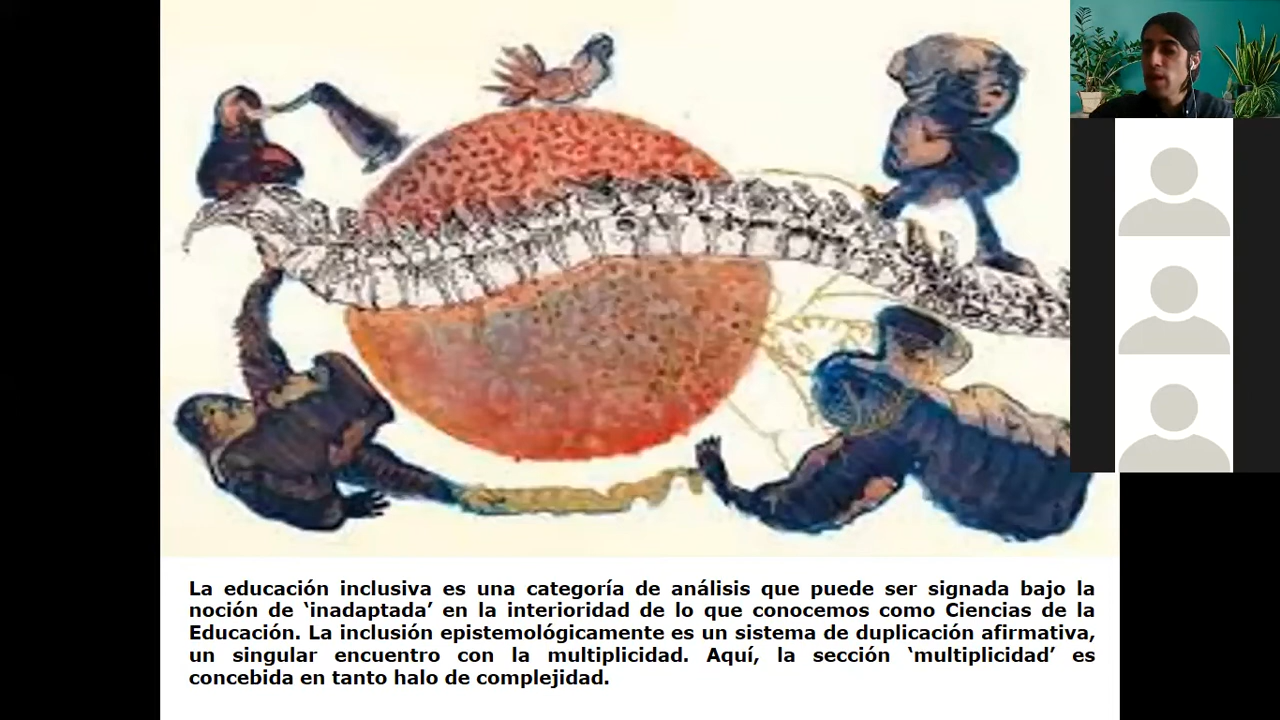 La educación inclusiva es una categoría de análisis que puede ser signada bajo la
noción de ‘inadaptada’ en la interioridad de lo que conocemos como Ciencias de la
Educación. La inclusión epistemológicamente es un sistema de duplicación afirmativa,
un singular encuentro con la multiplicidad. Aquí, la sección ‘multiplicidad’ es
concebida en tanto halo de complejidad.